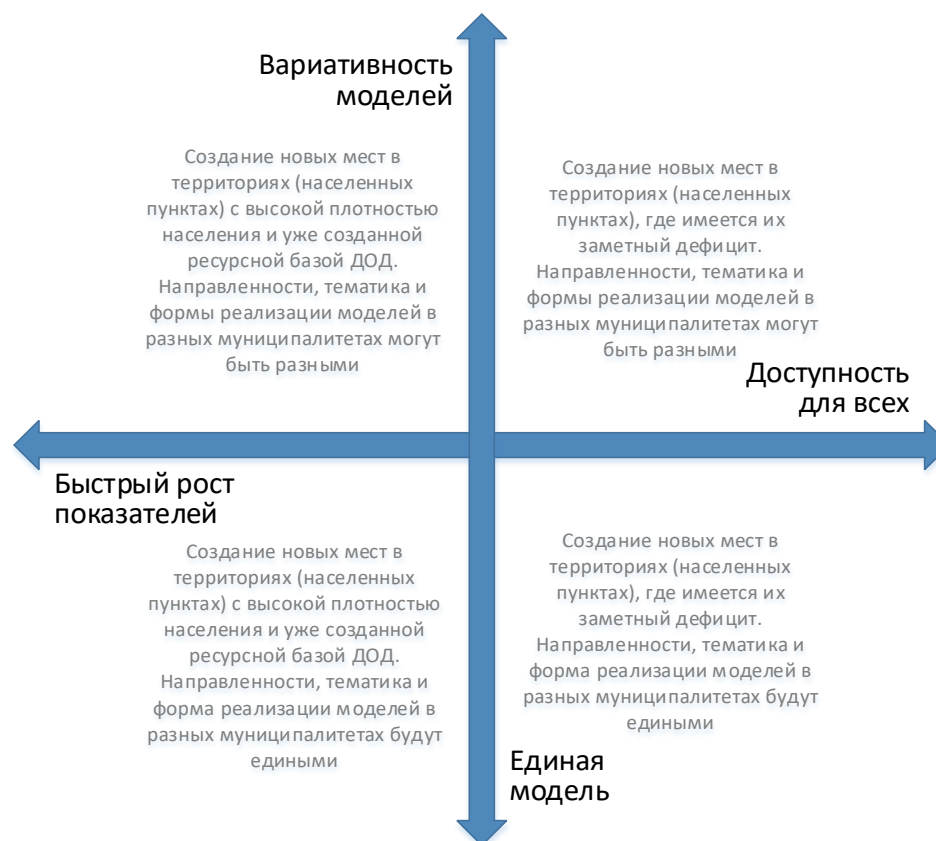 Вариативность
моделей
Создание новых мест в
территориях (населенных
пунктах) с высокой плотностью
населения и уже созданной
ресурсной базой ДОД.
Направленности, тематика и
формы реализации моделей в
разных муниципалитетах могут
быть разными
Создание новых мест в
территориях (населенных
пунктах), где имеется их
заметный дефицит.
Направленности, тематика и
формы реализации моделей в
разных муниципалитетах могут
быть разными
Доступность
для всех
Быстрый рост
показателей
Создание новых мест в
территориях (населенных
пунктах) с высокой плотностью
населения и уже созданной
ресурсной базой ДОД.
Направленности, тематика и
форма реализации моделей в
разных муниципалитетах будут
едиными
Создание новых мест в
территориях (населенных
пунктах), где имеется их
заметный дефицит.
Направленности, тематика и
форма реализации моделей в
разных муниципалитетах будут
едиными
Единая
модель